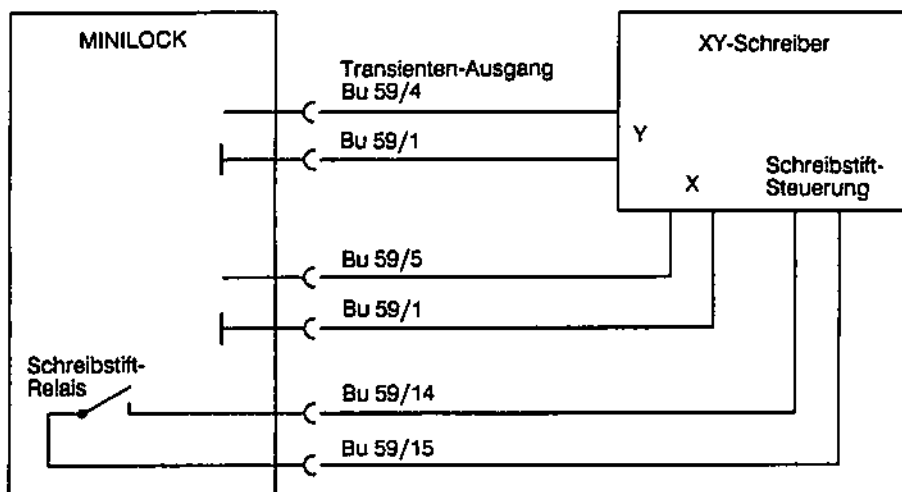 MINILOCK
XY-Schreiber
Transienten-Ausgang
Bu 59/4
Bu 59/1
Y
X
Schreibstift-
Steuerung
Bu 59/5
Bu 59/1
Schreibstift-
Relais
Bu 59/14
Bu 59/15